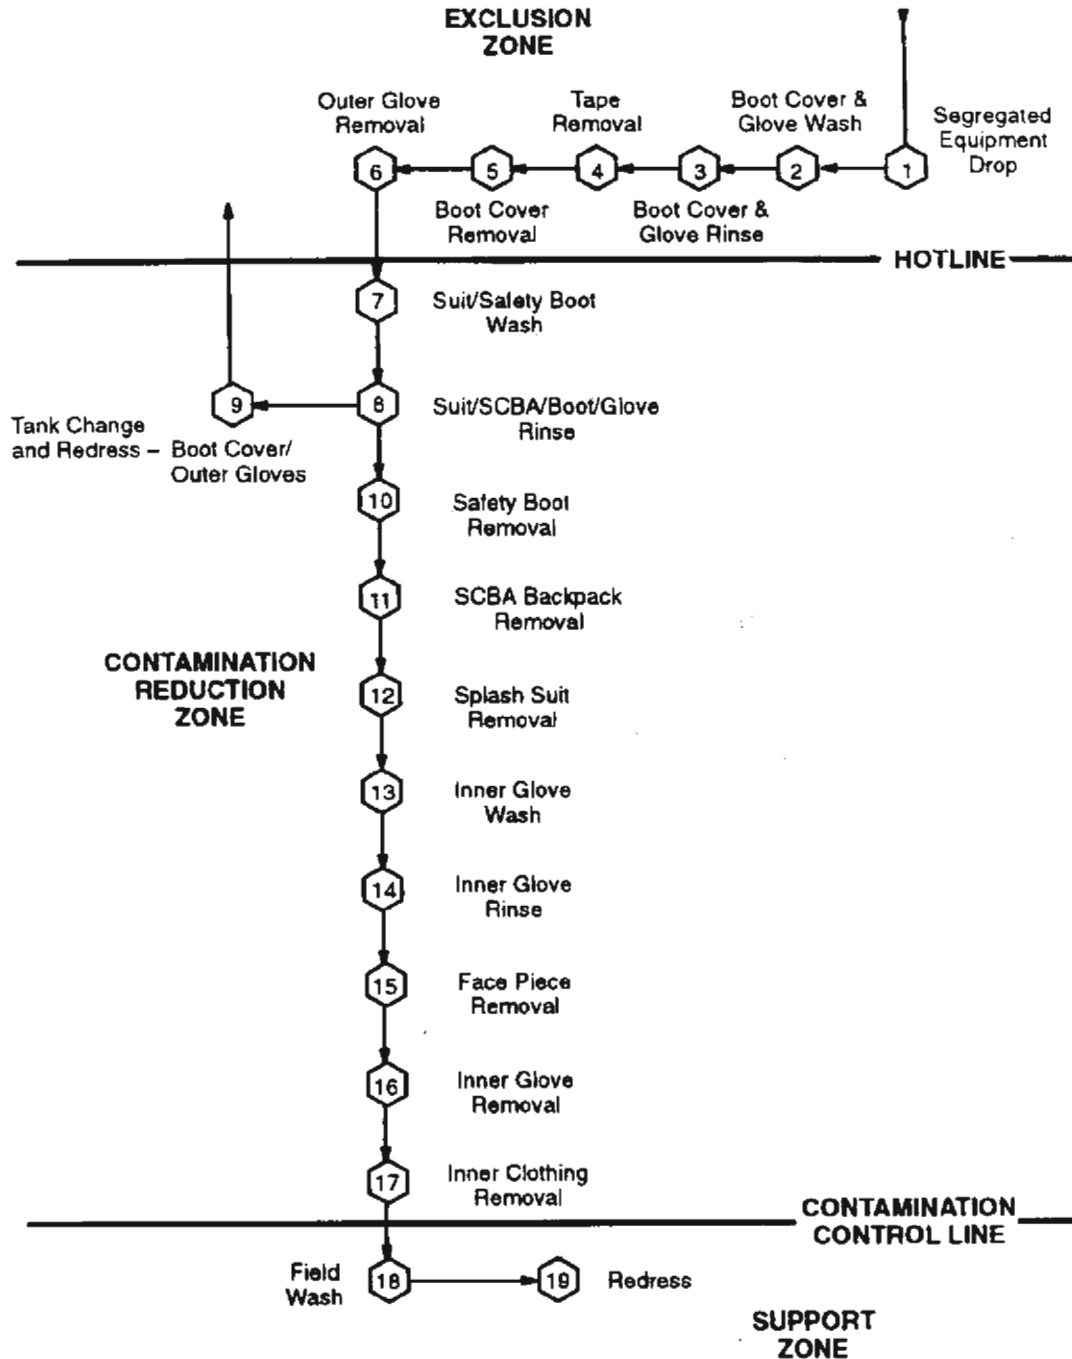 EXCLUSION
ZONE
Outer Glove
Removal
Tape
Removal
Boot Cover &
Glove Wash
Segregated
Equipment
Drop
6
5
4
3
2
1
Boot Cover
Removal
Boot Cover &
Glove Rinse
HOTLINE
7
Suit/Safety Boot
Wash
9
8
Suit/SCBA/Boot/Glove
Rinse
Tank Change
and Redress – Boot Cover/
Outer Gloves
10
Safety Boot
Removal
11
SCBA Backpack
Removal
CONTAMINATION
REDUCTION
ZONE
12
Splash Suit
Removal
13
Inner Glove
Wash
14
Inner Glove
Rinse
15
Face Piece
Removal
16
Inner Glove
Removal
17
Inner Clothing
Removal
CONTAMINATION
CONTROL LINE
Field
Wash
18
19
Redress
SUPPORT
ZONE